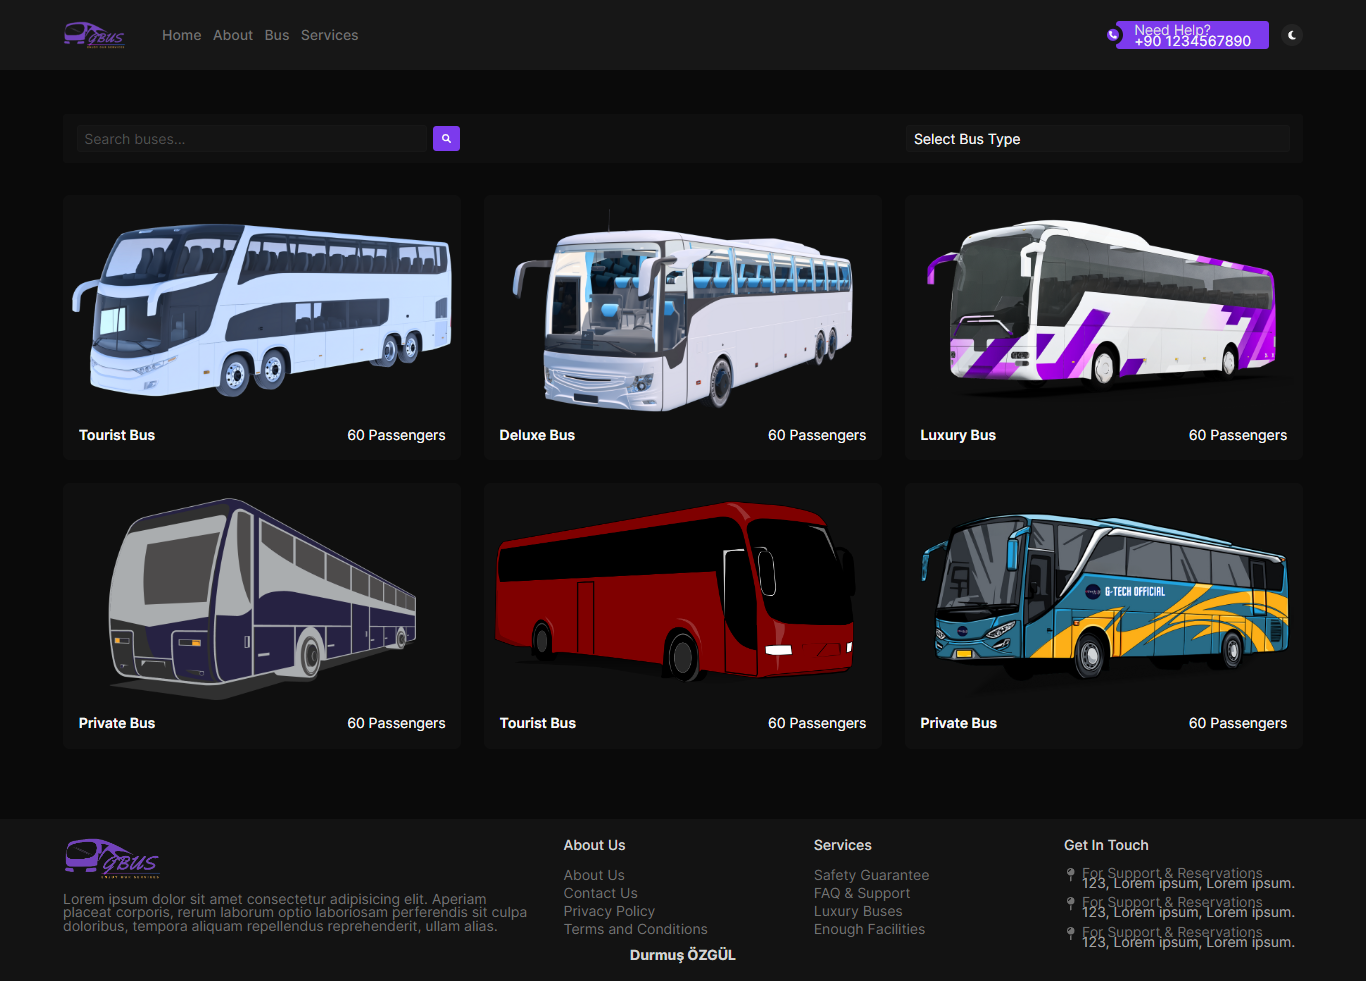 GBUS
Home About Bus Services
Need Help?
+90 1234567890
Search buses...
Select Bus Type
Tourist Bus 60 Passengers
Deluxe Bus 60 Passengers
Luxury Bus 60 Passengers
G-TECH OFFICIAL
Private Bus 60 Passengers
Tourist Bus 60 Passengers
Private Bus 60 Passengers
GBUS
Lorem ipsum dolor sit amet consectetur adipisicing elit. Aperiam
placeat corporis, rerum laborum optio laboriosam perferendis sit culpa
doloribus, tempora aliquam repellendus reprehenderit, ullam alias.
About Us
About Us
Contact Us
Privacy Policy
Terms and Conditions
Services
Safety Guarantee
FAQ & Support
Luxury Buses
Enough Facilities
Get In Touch
For Support & Reservations
123, Lorem ipsum, Lorem ipsum.
For Support & Reservations
123, Lorem ipsum, Lorem ipsum.
For Support & Reservations
123, Lorem ipsum, Lorem ipsum.
Durmuş ÖZGÜL